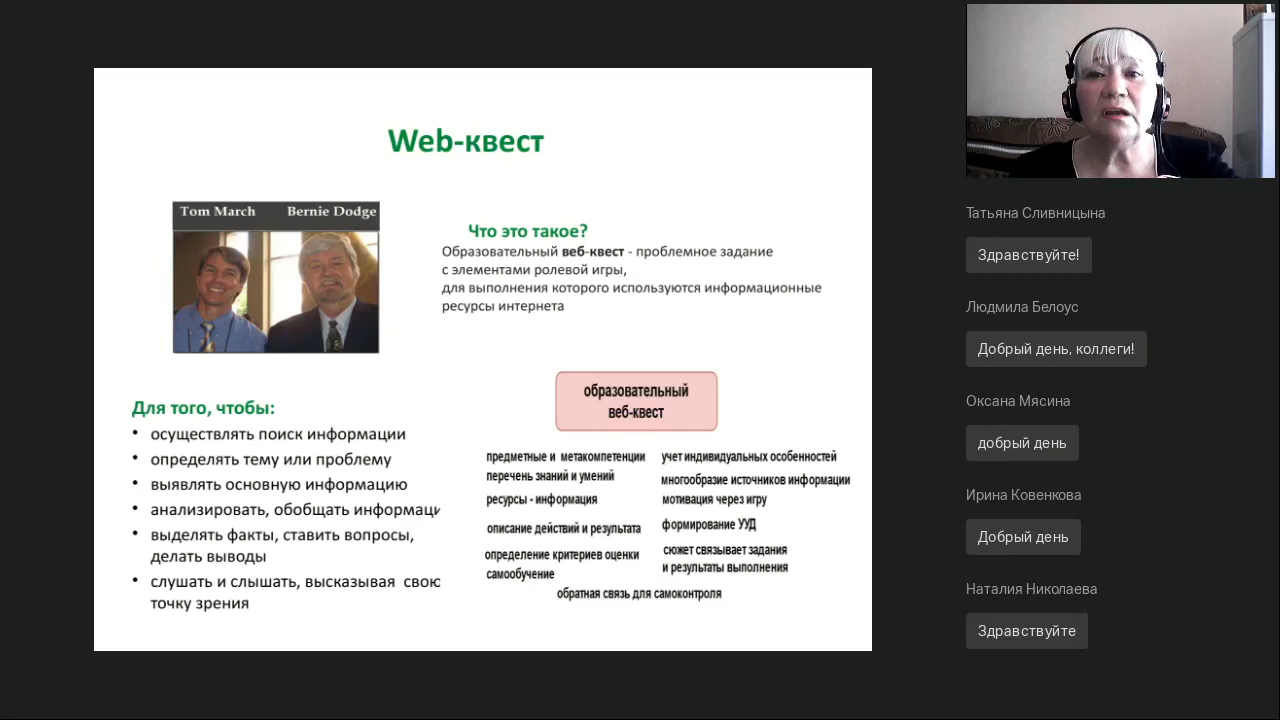 Web-квест
Tom March Bernie Dodge
Что это такое?
Образовательный веб-квест - проблемное задание
с элементами ролевой игры,
для выполнения которого используются информационные
ресурсы интернета
Для того, чтобы:
• осуществлять поиск информации
• определять тему или проблему
• выявлять основную информацию
• анализировать, обобщать информаци
• выделять факты, ставить вопросы,
делать выводы
• слушать и слышать, высказывая свою
точку зрения
образовательный
веб-квест
предметные и метакомпетенции
перечень знаний и умений
ресурсы - информация
описание действий и результата
определение критериев оценки
самообучение
учет индивидуальных особенностей
многообразие источников информации
мотивация через игру
формирование УУД
сюжет связывает задания
и результаты выполнения
обратная связь для самоконтроля
Татьяна Сливницына
Здравствуйте!
Людмила Белоус
Добрый день, коллеги!
Оксана Мясина
добрый день
Ирина Ковенкова
Добрый день
Наталия Николаева
Здравствуйте